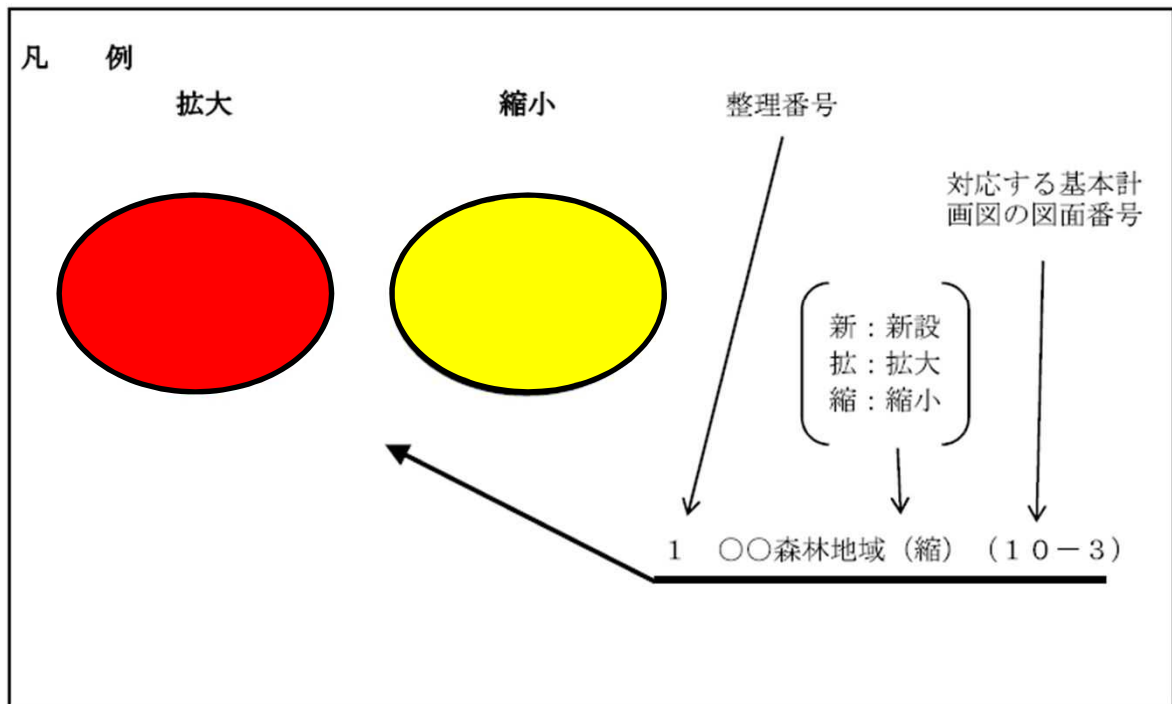 凡　例
拡大
縮小
整理番号
対応する基本計
画図の図面番号
新：新設
拡：拡大
縮：縮小
１　○○森林地域（縮）（１０－３）